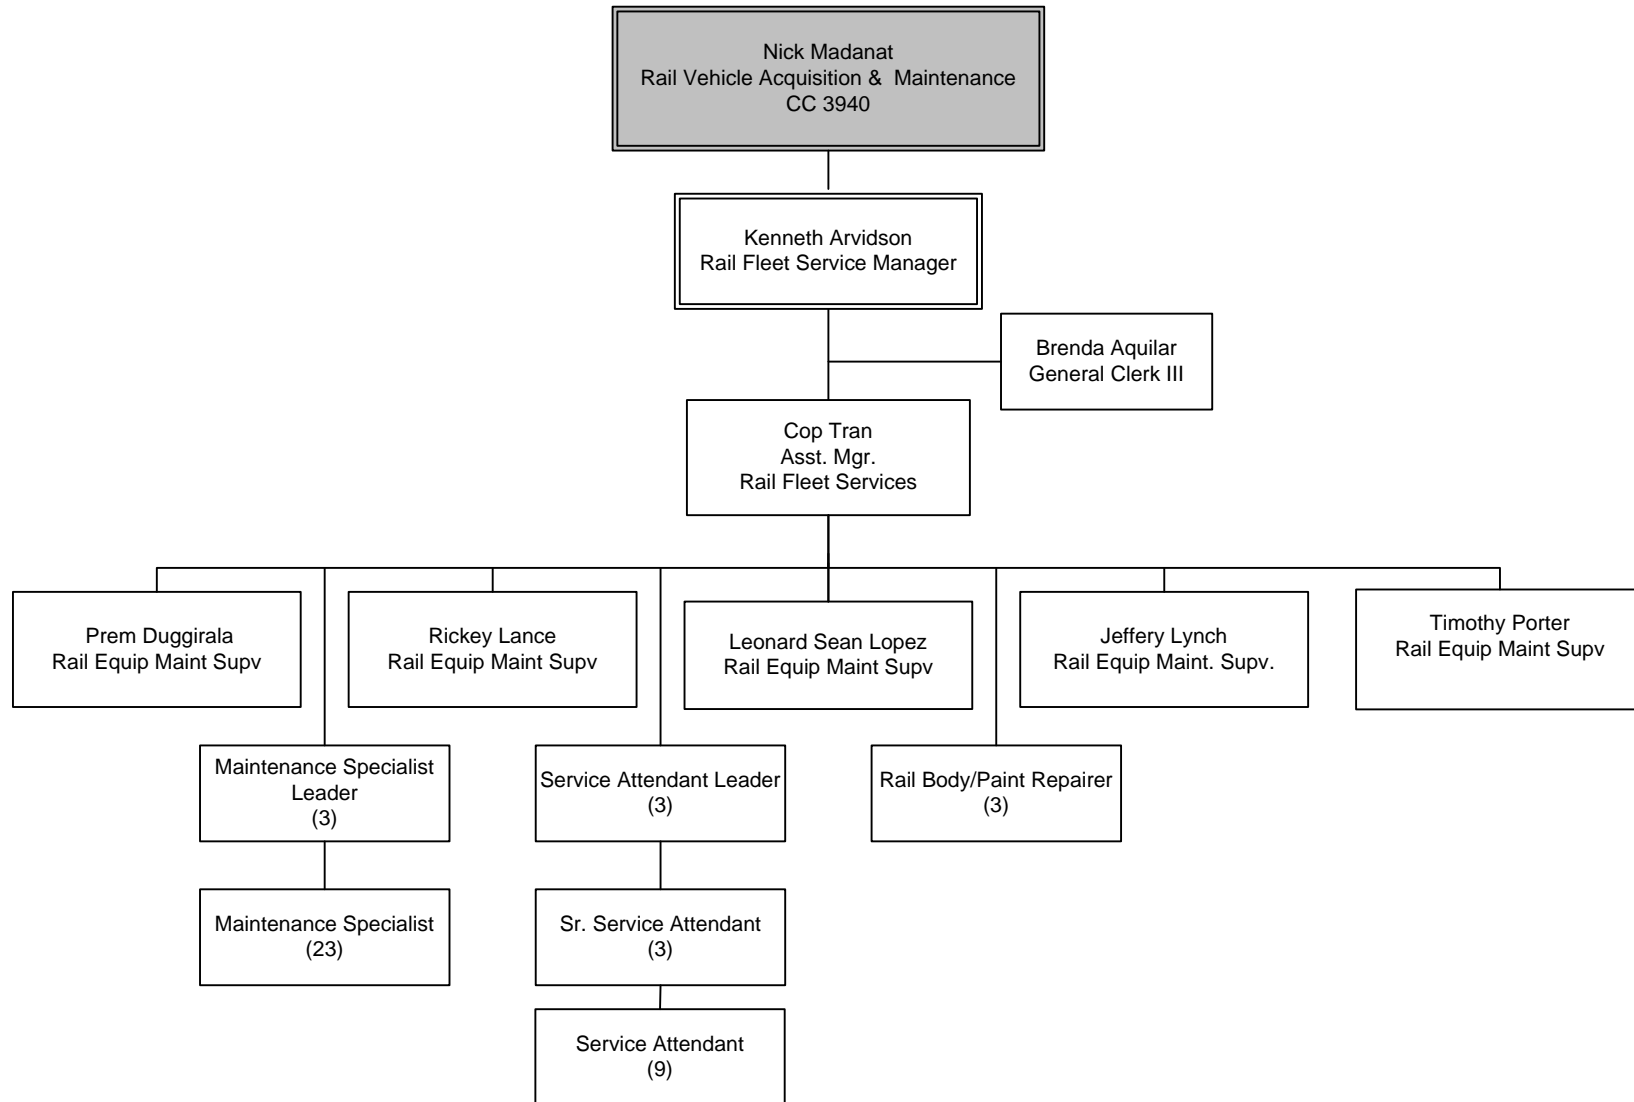 Nick Madanat
Rail Vehicle Acquisition & Maintenance
CC 3940
Kenneth Arvidson
Rail Fleet Service Manager
Brenda Aquilar
General Clerk III
Cop Tran
Asst. Mgr.
Rail Fleet Services
Prem Duggirala
Rail Equip Maint Supv
Rickey Lance
Rail Equip Maint Supv
Leonard Sean Lopez
Rail Equip Maint Supv
Jeffery Lynch
Rail Equip Maint. Supv.
Timothy Porter
Rail Equip Maint Supv
Maintenance Specialist
Leader
(3)
Service Attendant Leader
(3)
Rail Body/Paint Repairer
(3)
Maintenance Specialist
(23)
Sr. Service Attendant
(3)
Service Attendant
(9)